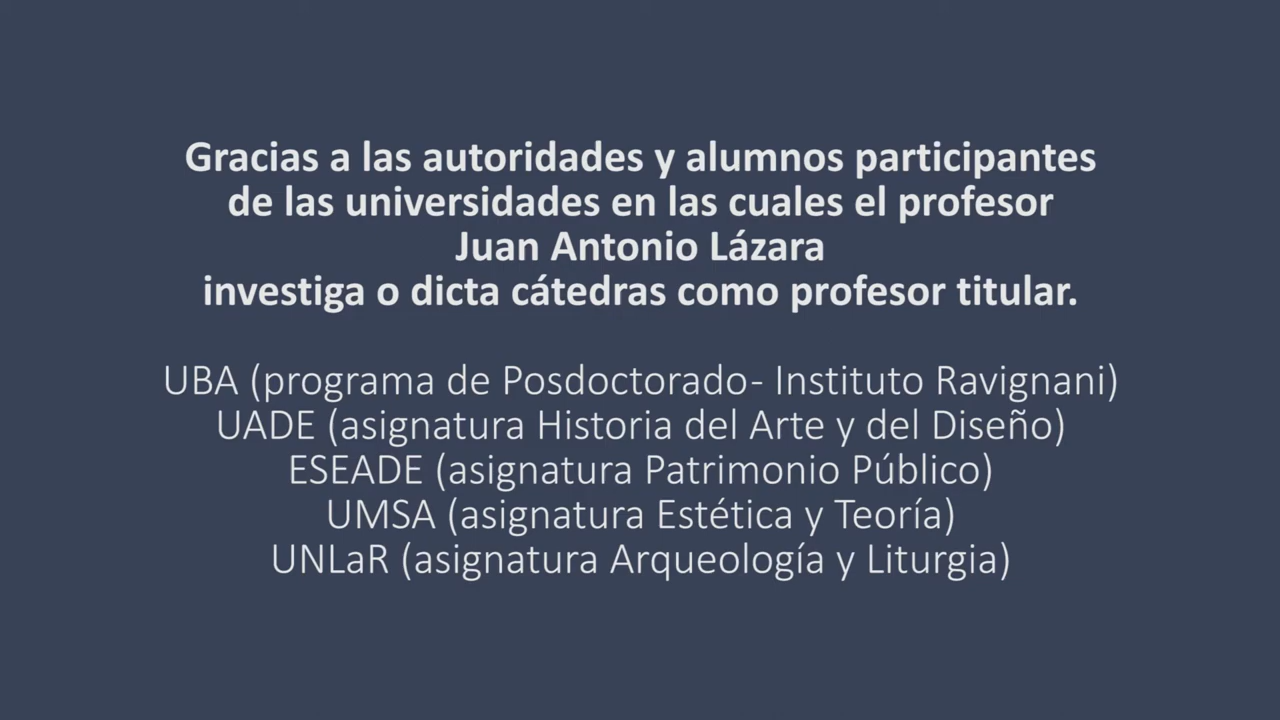 Gracias a las autoridades y alumnos participantes
de las universidades en las cuales el profesor
Juan Antonio Lázara
investiga o dicta cátedras como profesor titular.
UBA (programa de Posdoctorado- Instituto Ravignani)
UADE (asignatura Historia del Arte y del Diseño)
ESEADE (asignatura Patrimonio Público)
UMSA (asignatura Estética y Teoría)
UNLaR (asignatura Arqueología y Liturgia)